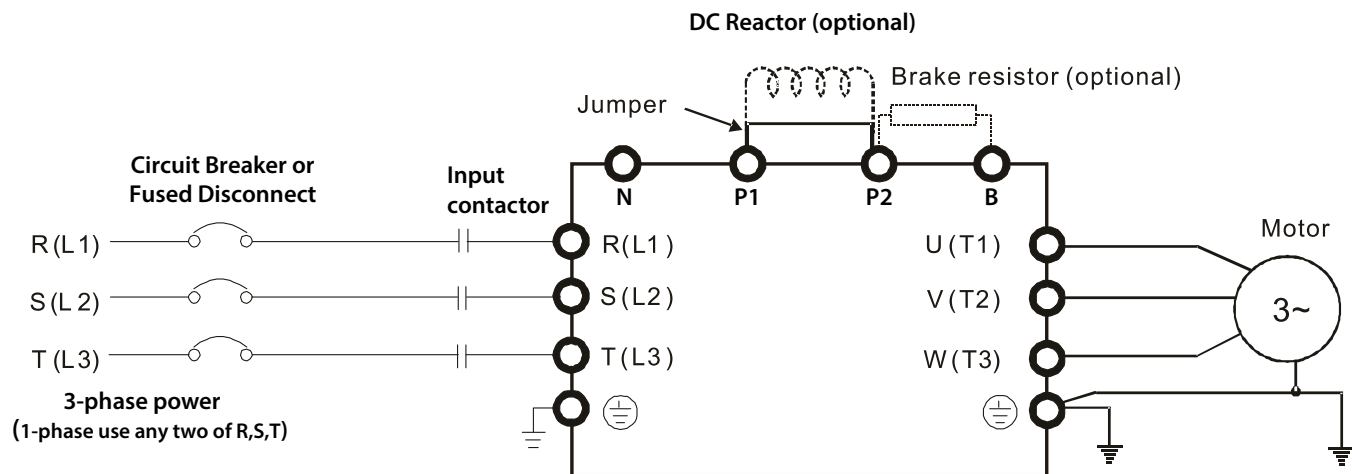 DC Reactor (optional)
Brake resistor (optional)
Jumper
Circuit Breaker or
Fused Disconnect
Input
contactor
N
P1
P2
B
R(L1)
R(L1)
U(T1)
Motor
S(L2)
S(L2)
V(T2)
3~
T(L3)
T(L3)
W(T3)
3-phase power
(1-phase use any two of R,S,T)